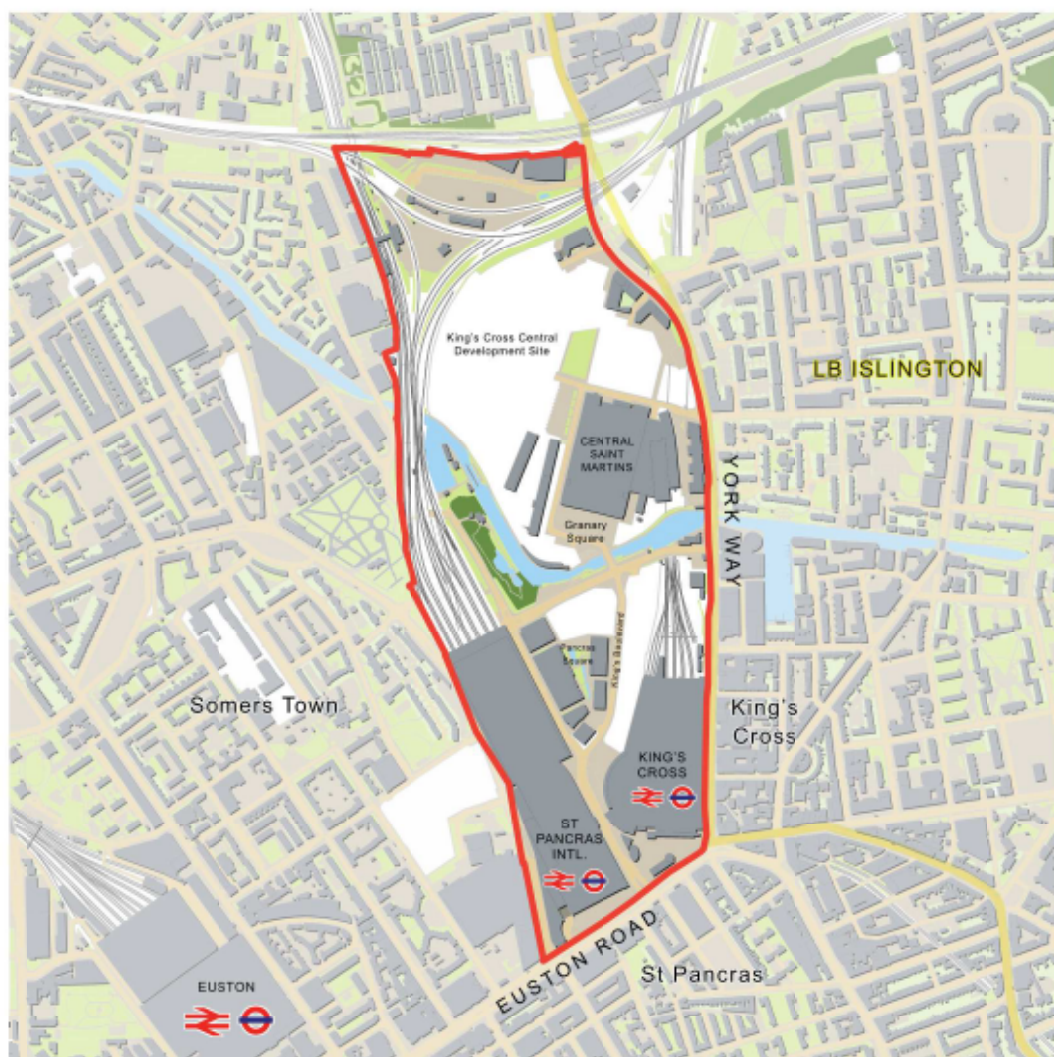 King's Cross Central
Development Site
LB ISLINGTON
CENTRAL
SAINT
MARTINS
YORK WAY
Granary
Square
King's Boulevard
Pancras
Square
Somers Town
King's
Cross
KING'S
CROSS
ST
PANCRAS
INTL.
EUSTON ROAD
St Pancras
EUSTON